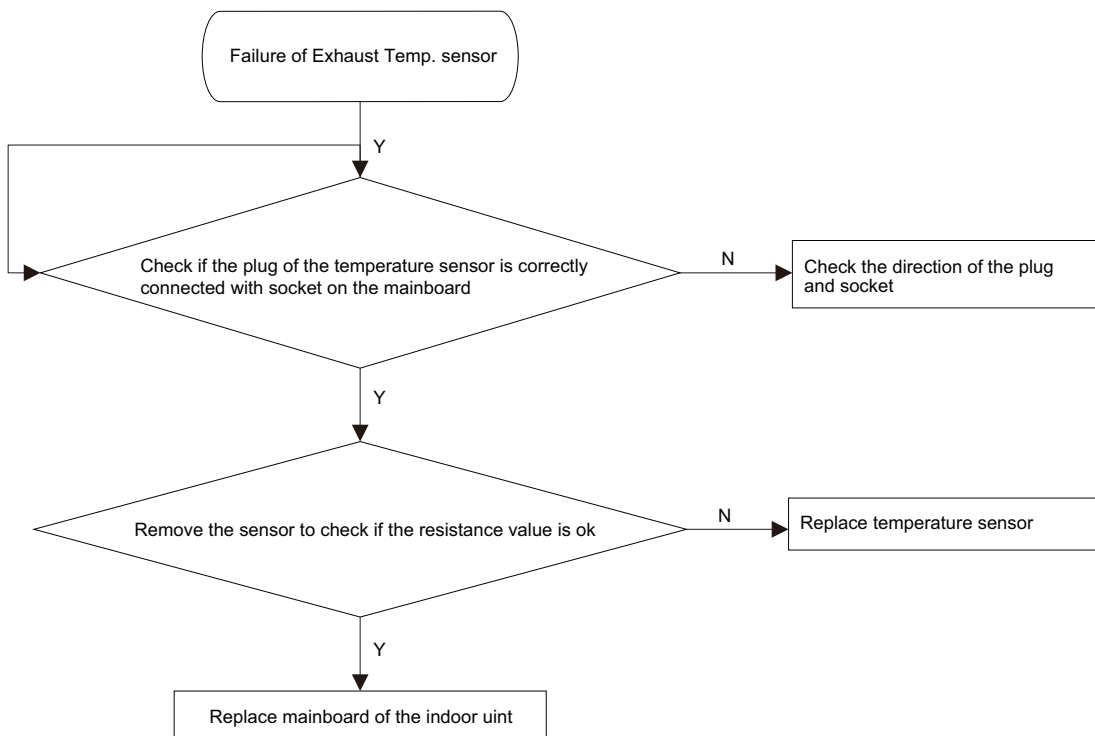 Failure of Exhaust Temp. sensor
Y
Check if the plug of the temperature sensor is correctly
connected with socket on the mainboard
N
Check the direction of the plug
and socket
Y
Remove the sensor to check if the resistance value is ok
N
Replace temperature sensor
Y
Replace mainboard of the indoor uint